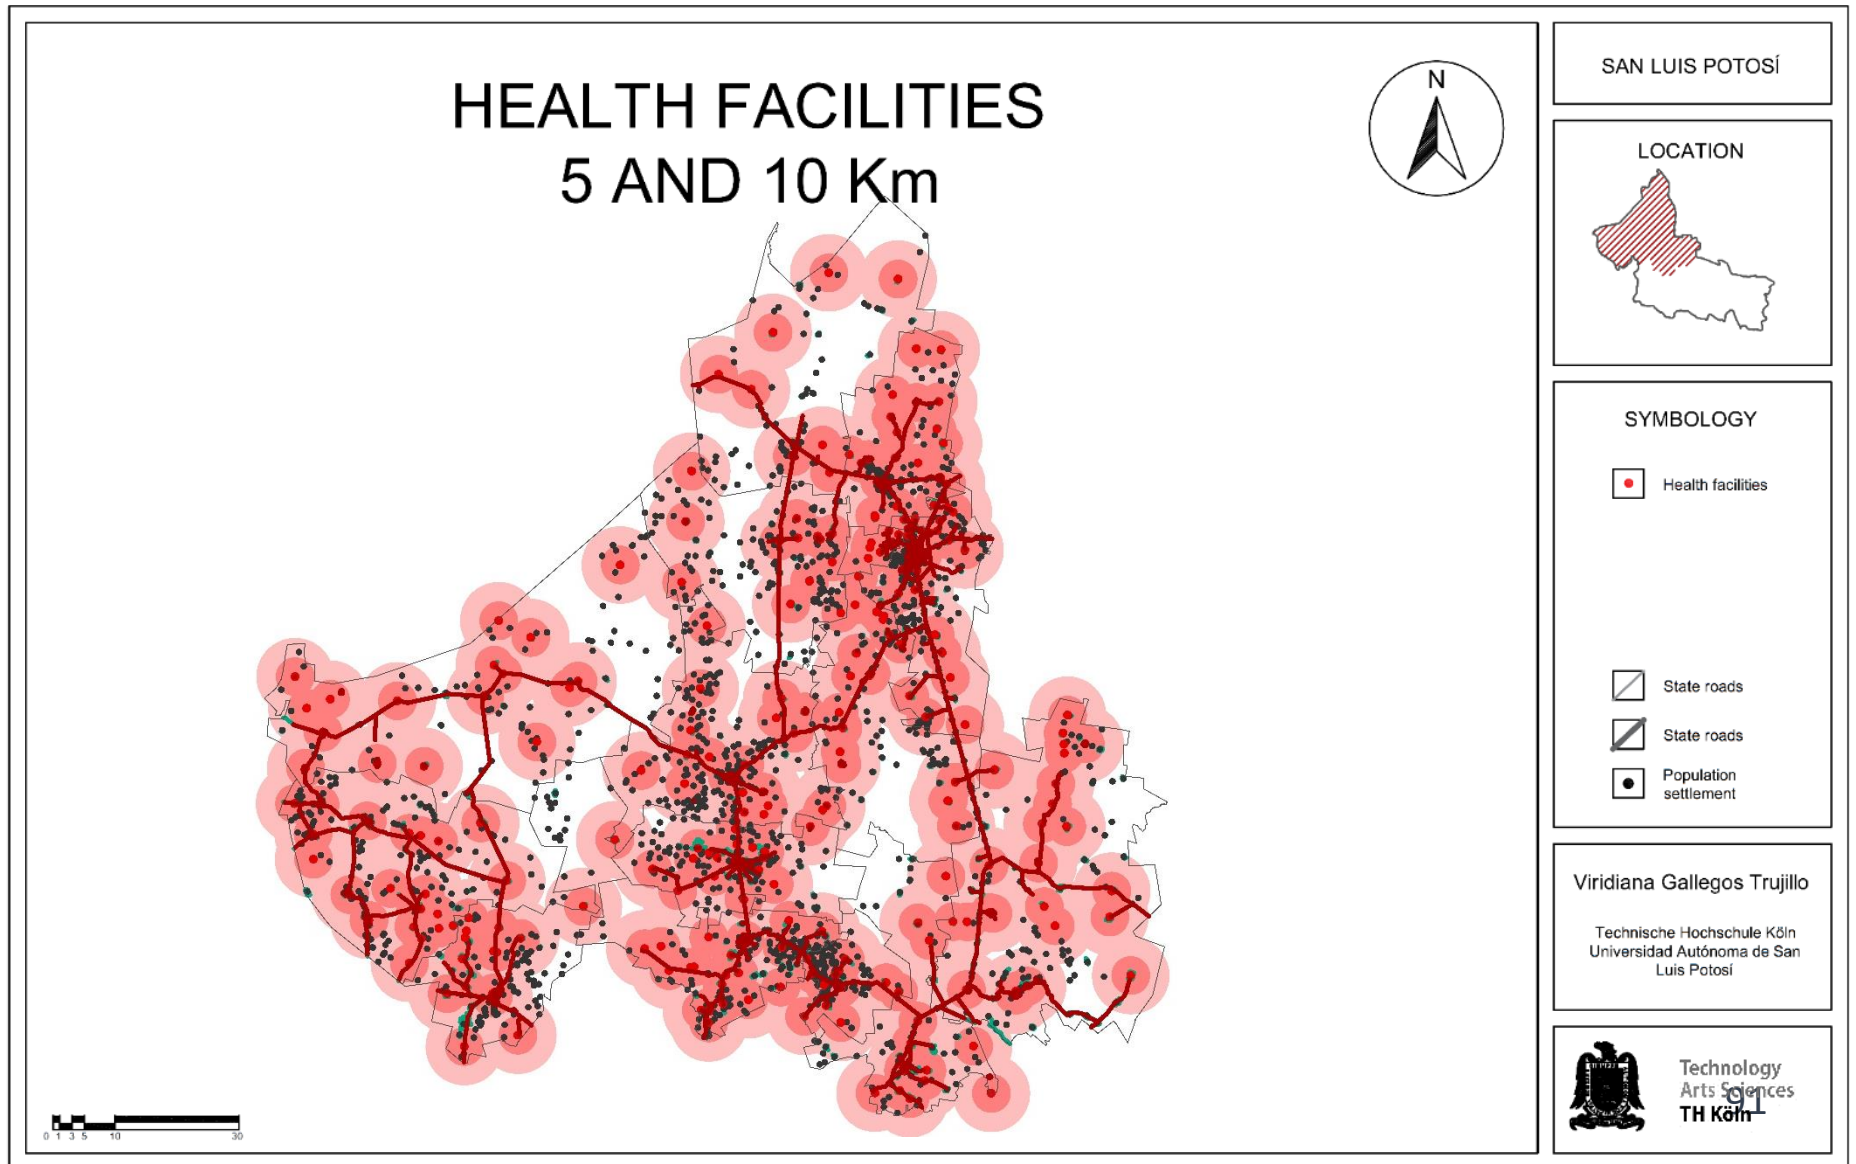 HEALTH FACILITIES
5 AND 10 Km
N
SAN LUIS POTOSÍ
LOCATION
SYMBOLOGY
Health facilities
State roads
State roads
Population
settlement
Viridiana Gallegos Trujillo
Technische Hochschule Köln
Universidad Autónoma de San
Luis Potosí
Technology
Arts Sciences
TH Köln
91
0 1 3 5 10 30